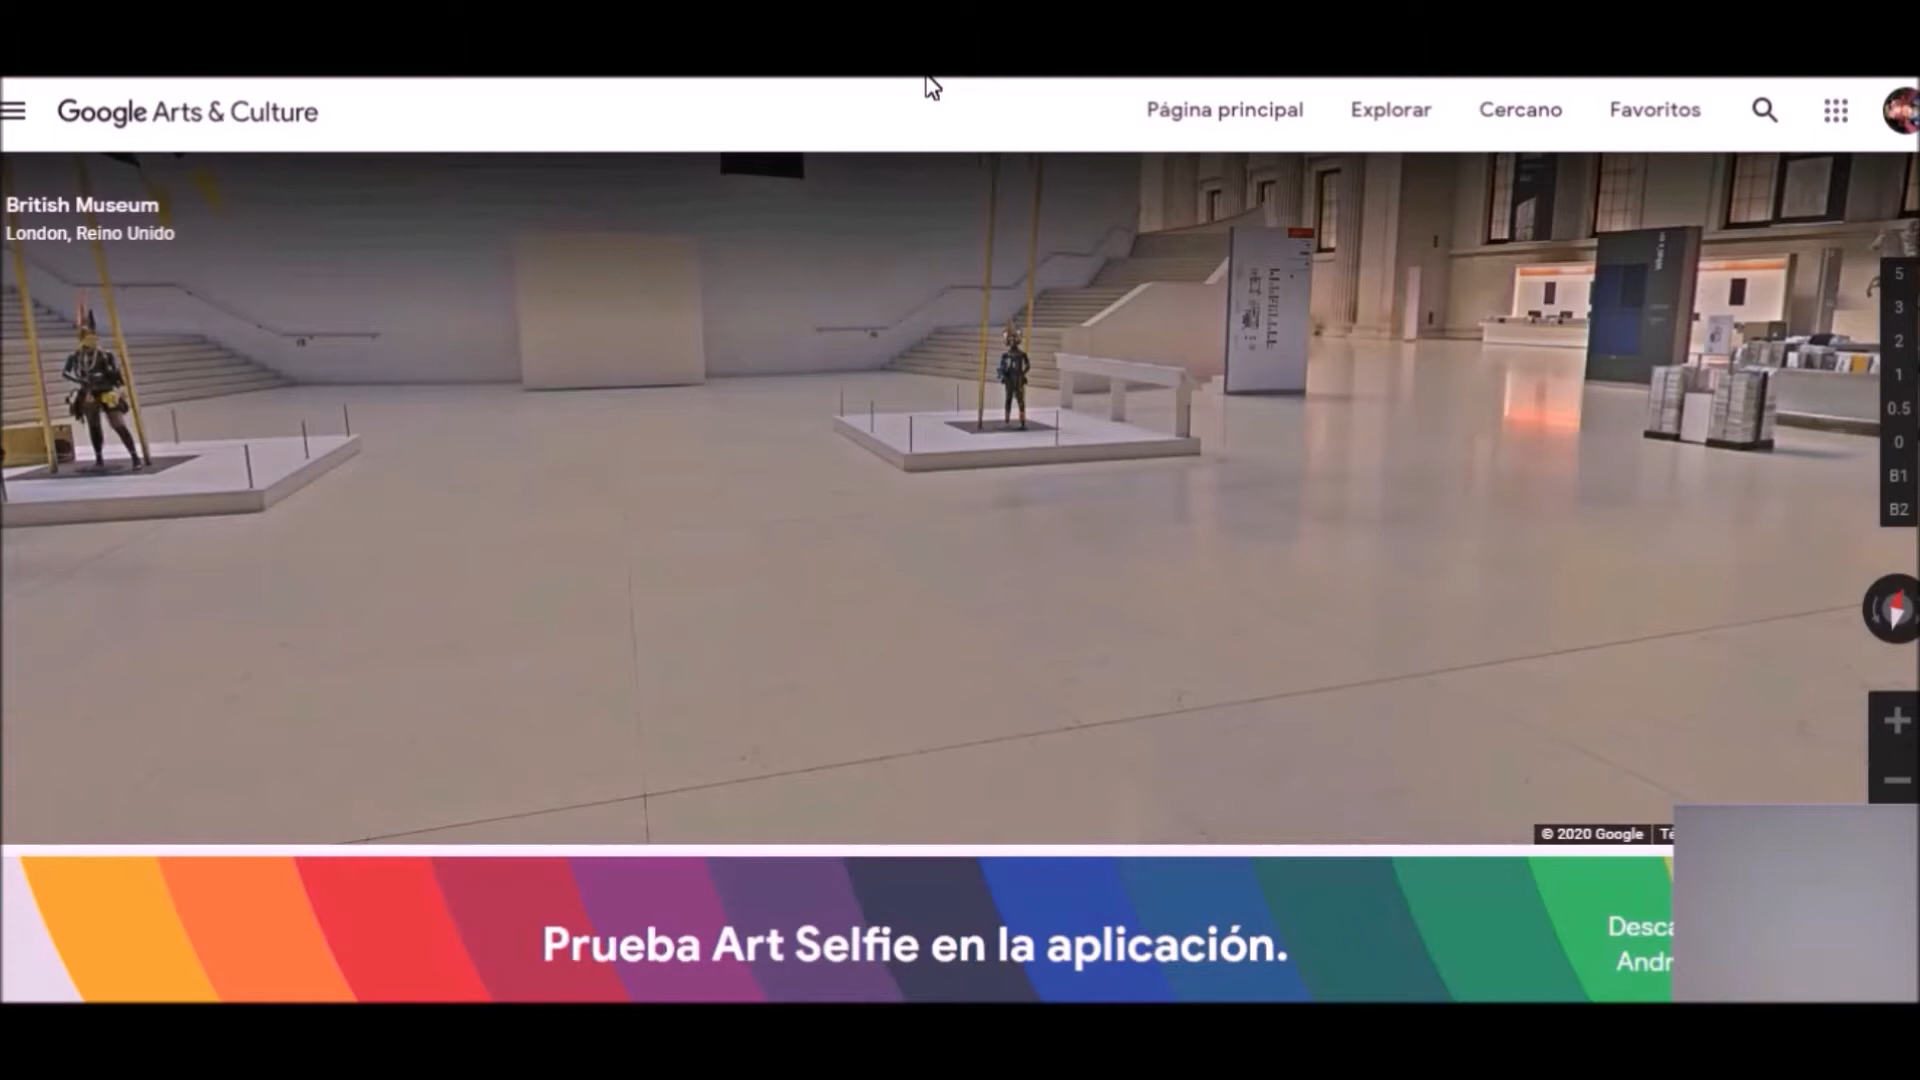 Google Arts & Culture
Página principal
Explorar
Cercano
Favoritos
British Museum
London, Reino Unido
5
3
2
1
0.5
0
B1
B2
© 2020 Google
Prueba Art Selfie en la aplicación.